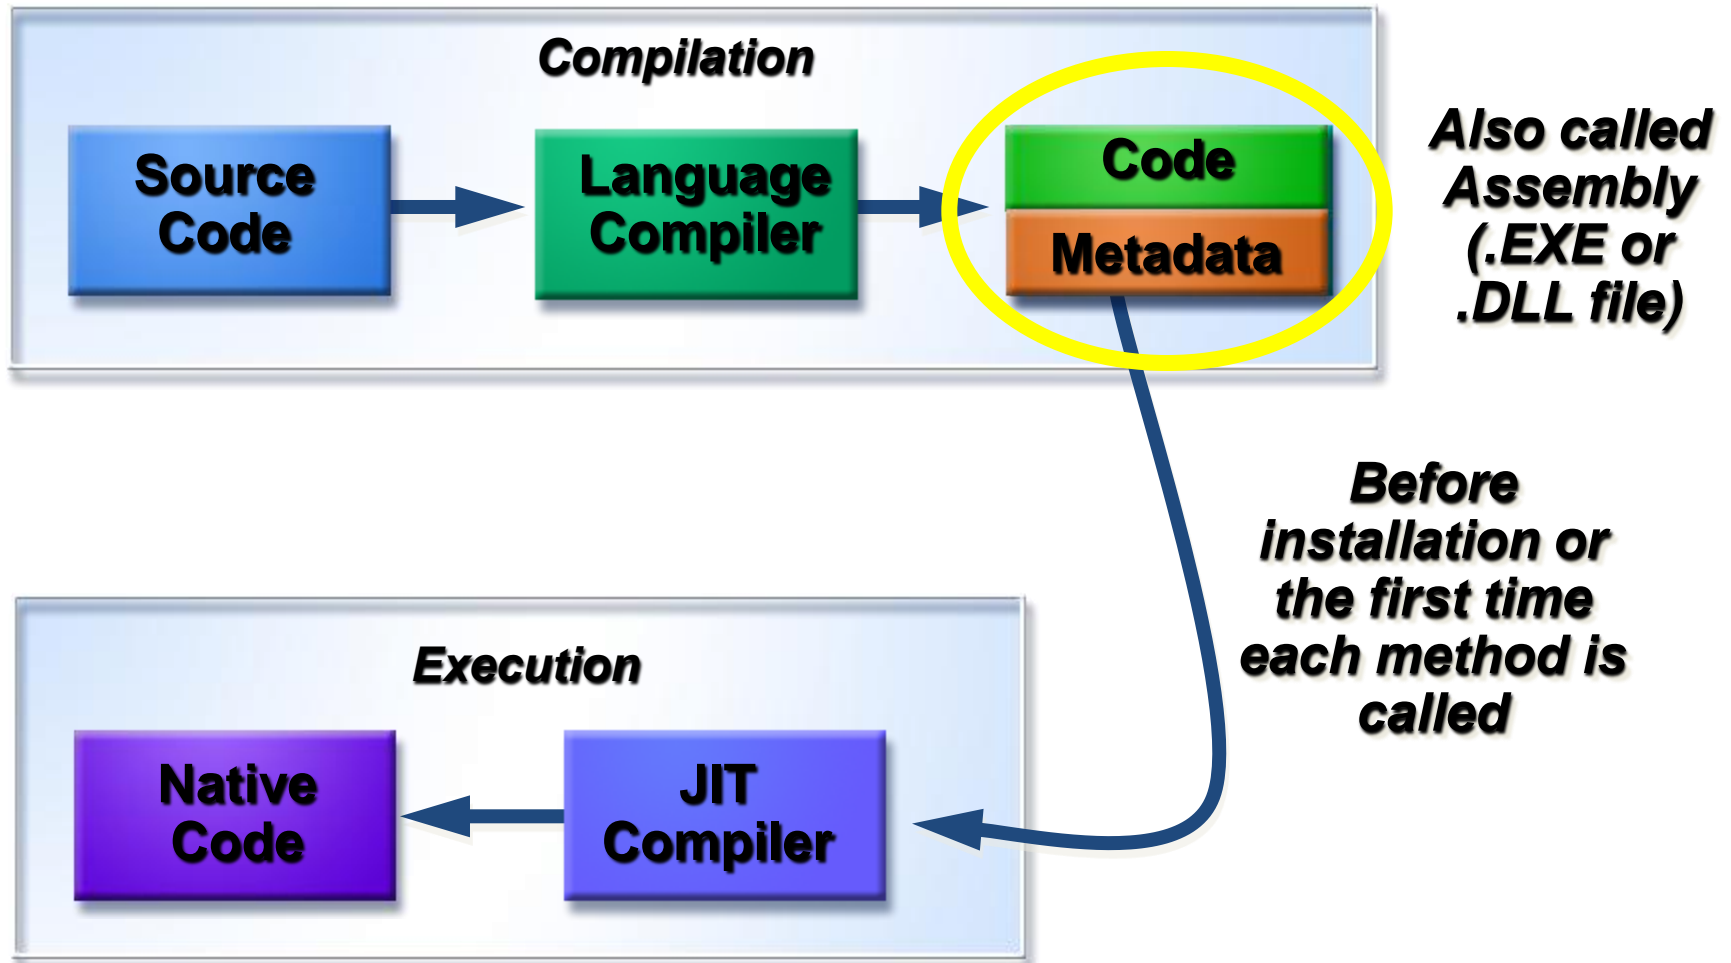 Compilation
Source
Code
Language
Compiler
Code
Metadata
Also called
Assembly
(.EXE or
.DLL file)
Before
installation or
the first time
each method is
called
Execution
Native
Code
JIT
Compiler